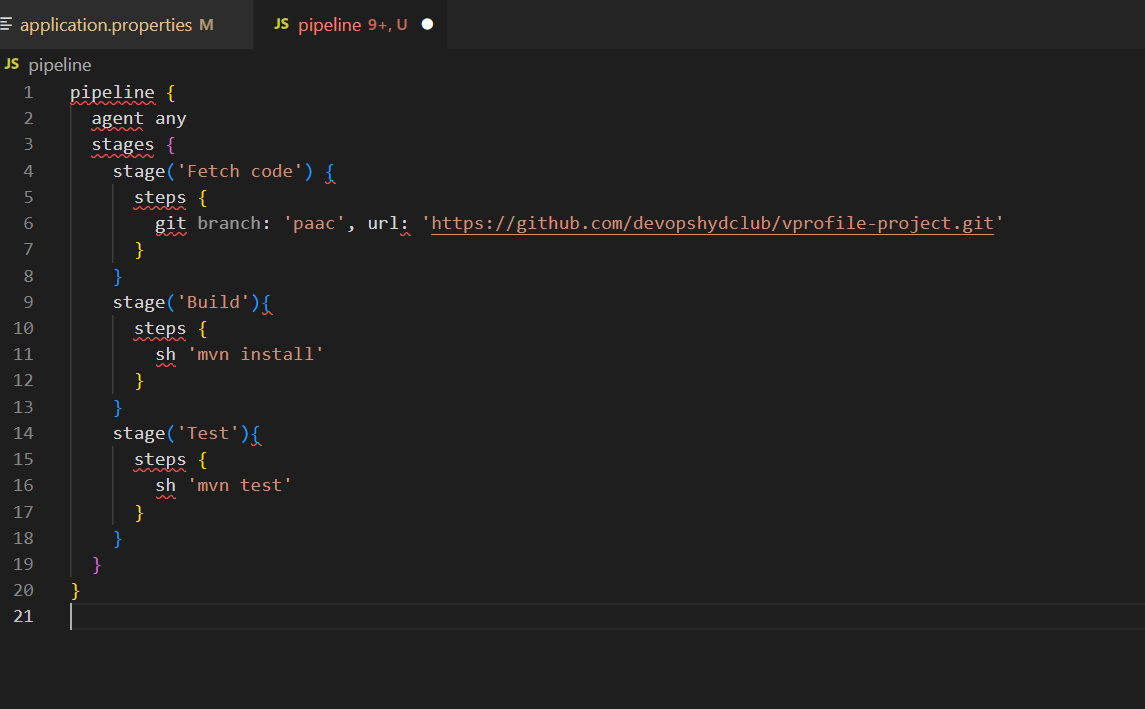 application.properties M
JS pipeline 9+, U
JS pipeline
1 pipeline {
2 agent any
3 stages {
4 stage('Fetch code') {
5 steps {
6 git branch: 'paac', url: 'https://github.com/devopshydclub/vprofile-project.git'
7 }
8 }
9 stage('Build'){
10 steps {
11 sh 'mvn install'
12 }
13 }
14 stage('Test'){
15 steps {
16 sh 'mvn test'
17 }
18 }
19 }
20 }
21